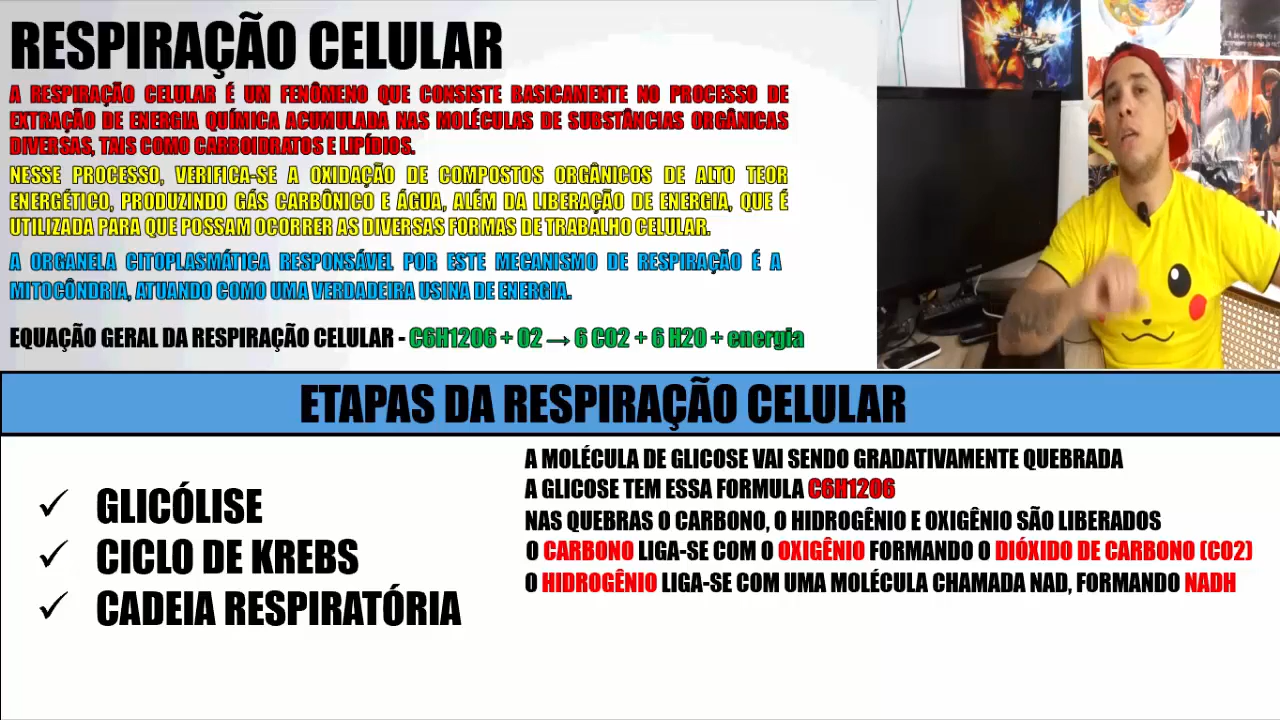 RESPIRAÇÃO CELULAR
A RESPIRAÇÃO CELULAR É UM FENÔMENO QUE CONSISTE BASICAMENTE NO PROCESSO DE
EXTRAÇÃO DE ENERGIA QUÍMICA ACUMULADA NAS MOLÉCULAS DE SUBSTÂNCIAS ORGÂNICAS
DIVERSAS, TAIS COMO CARBOIDRATOS E LIPÍDIOS.
NESSE PROCESSO, VERIFICA-SE A OXIDAÇÃO DE COMPOSTOS ORGÂNICOS DE ALTO TEOR
ENERGÉTICO, PRODUZINDO GÁS CARBÔNICO E ÁGUA, ALÉM DA LIBERAÇÃO DE ENERGIA, QUE É
UTILIZADA PARA QUE POSSAM OCORRER AS DIVERSAS FORMAS DE TRABALHO CELULAR.
A ORGANELA CITOPLASMÁTICA RESPONSÁVEL POR ESTE MECANISMO DE RESPIRAÇÃO É A
MITOCÔNDRIA, ATUANDO COMO UMA VERDADEIRA USINA DE ENERGIA.
EQUAÇÃO GERAL DA RESPIRAÇÃO CELULAR - C6H12O6 + O2 → 6 CO2 + 6 H2O + energia
ETAPAS DA RESPIRAÇÃO CELULAR
✓ GLICÓLISE
✓ CICLO DE KREBS
✓ CADEIA RESPIRATÓRIA
A MOLÉCULA DE GLICOSE VAI SENDO GRADATIVAMENTE QUEBRADA
A GLICOSE TEM ESSA FORMULA C6H12O6
NAS QUEBRAS O CARBONO, O HIDROGÊNIO E OXIGÊNIO SÃO LIBERADOS
O CARBONO LIGA-SE COM O OXIGÊNIO FORMANDO O DIÓXIDO DE CARBONO (CO2)
O HIDROGÊNIO LIGA-SE COM UMA MOLÉCULA CHAMADA NAD, FORMANDO NADH